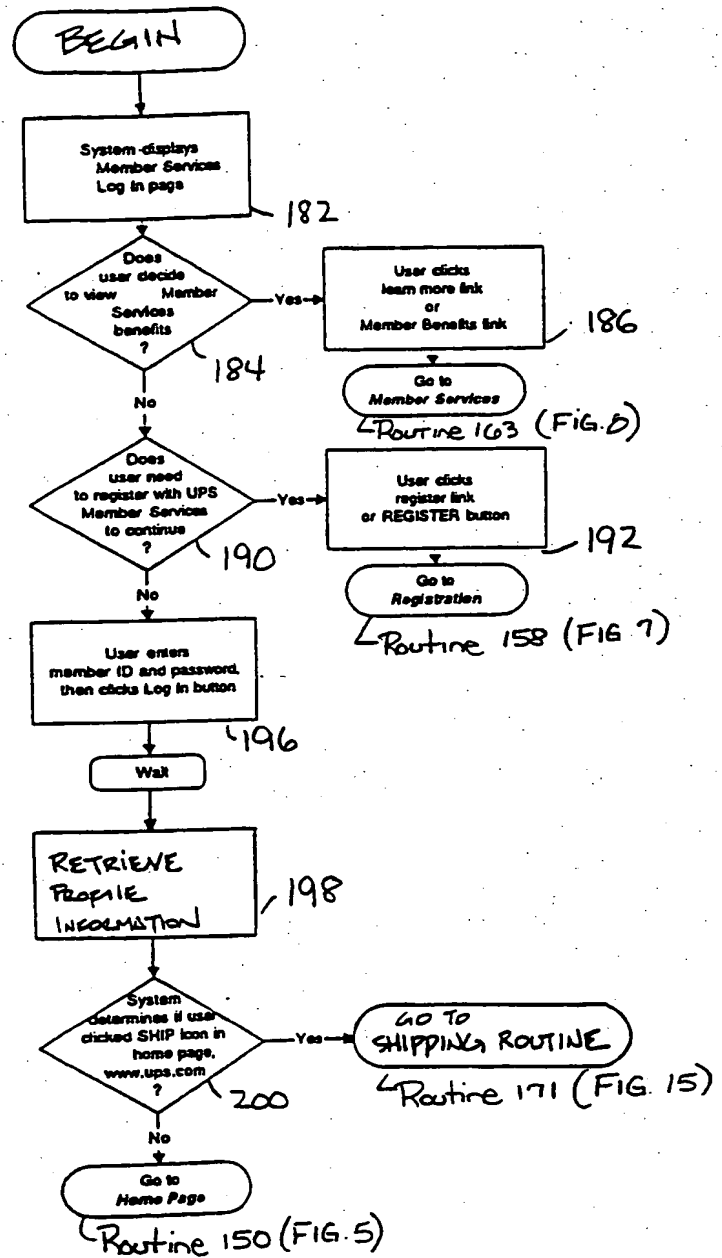 BEGIN
System displays
Member Services
Log In page
182
Does
user decide
to view Member
Services
benefits
?
184
Yes
User clicks
learn more link
or
Member Benefits link
186
Go to
Member Services
Routine 163 (FIG. 8)
No
Does
user need
to register with UPS
Member Services
to continue
?
190
Yes
User clicks
register link
or REGISTER button
192
Go to
Registration
Routine 158 (FIG 7)
No
User enters
member ID and password,
then clicks Log In button
196
Wait
RETRIEVE
PROFILE
INFORMATION
198
System
determines if user
clicked SHIP Icon in
home page,
www.ups.com
?
200
Yes
GO TO
SHIPPING ROUTINE
Routine 171 (FIG. 15)
No
Go to
Home Page
Routine 150 (FIG. 5)